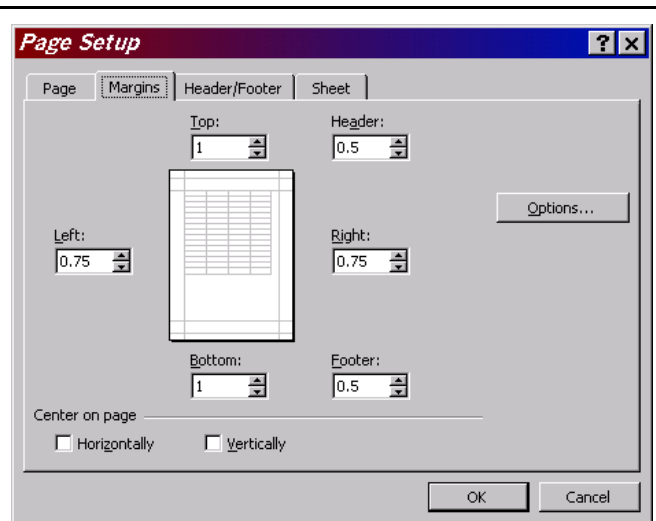 Page Setup ? ×
Page Margins Header/Footer Sheet
Top: Header:
1 0.5
Options...
Left: Right:
0.75 0.75
Bottom: Footer:
1 0.5
Center on page
Horizontally Vertically
OK Cancel